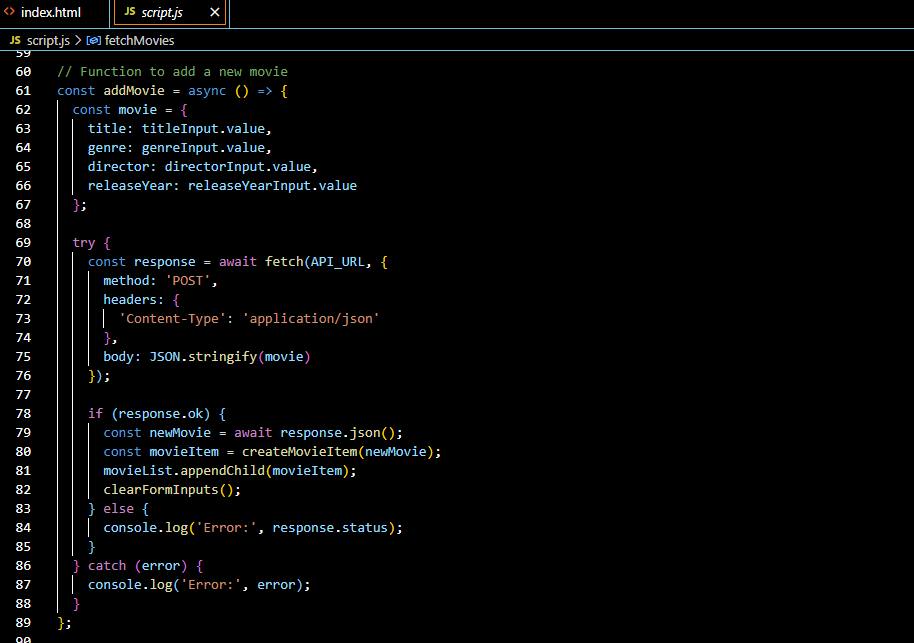 index.html JS script.js ×
JS script.js > fetchMovies
59
60 // Function to add a new movie
61 const addMovie = async () => {
62 const movie = {
63 title: titleInput.value,
64 genre: genreInput.value,
65 director: directorInput.value,
66 releaseYear: releaseYearInput.value
67 };
68
69 try {
70 const response = await fetch(API_URL, {
71 method: 'POST',
72 headers: {
73 'Content-Type': 'application/json'
74 },
75 body: JSON.stringify(movie)
76 });
77
78 if (response.ok) {
79 const newMovie = await response.json();
80 const movieItem = createMovieItem(newMovie);
81 movieList.appendChild(movieItem);
82 clearFormInputs();
83 } else {
84 console.log('Error:', response.status);
85 }
86 } catch (error) {
87 console.log('Error:', error);
88 }
89 };
90